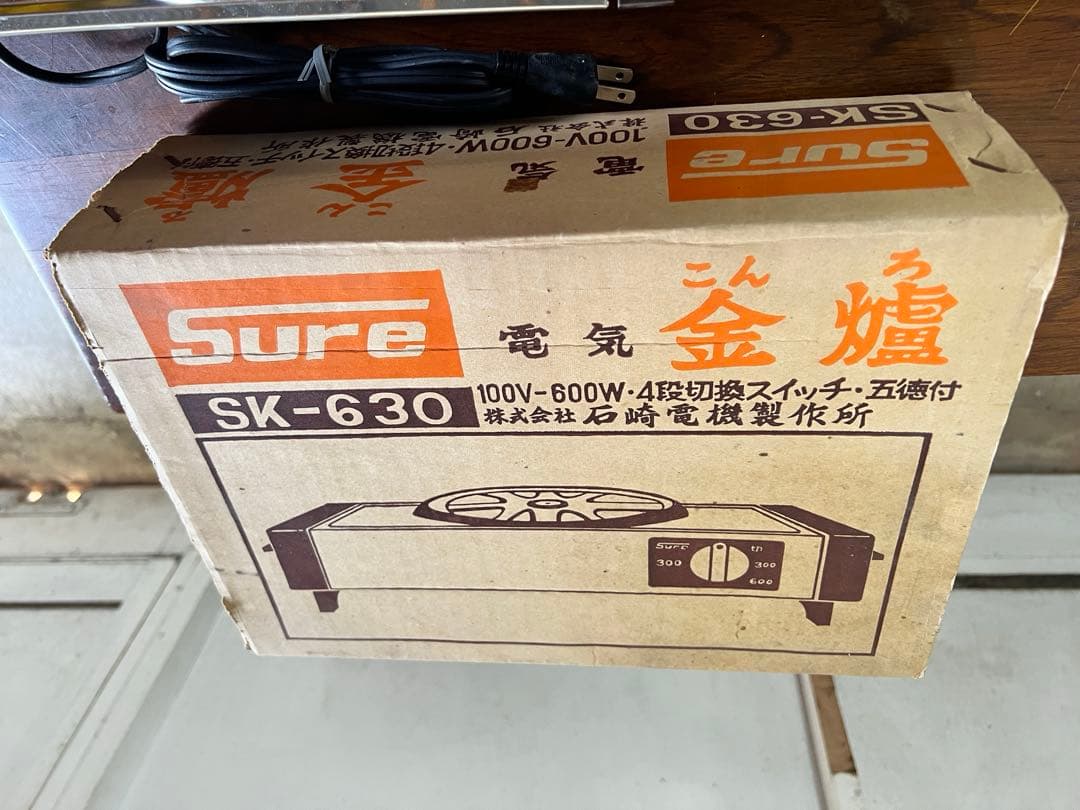 SK-630
Sure
100V-600W・4段切換スイッチ・五徳付
株式会社石崎電機製作所
電気
こん ろ
金爐
Sure
こん ろ
電気 金爐
SK-630
100V-600W・4段切換スイッチ・五徳付
株式会社 石崎電機製作所
Sure
切
300
300
600